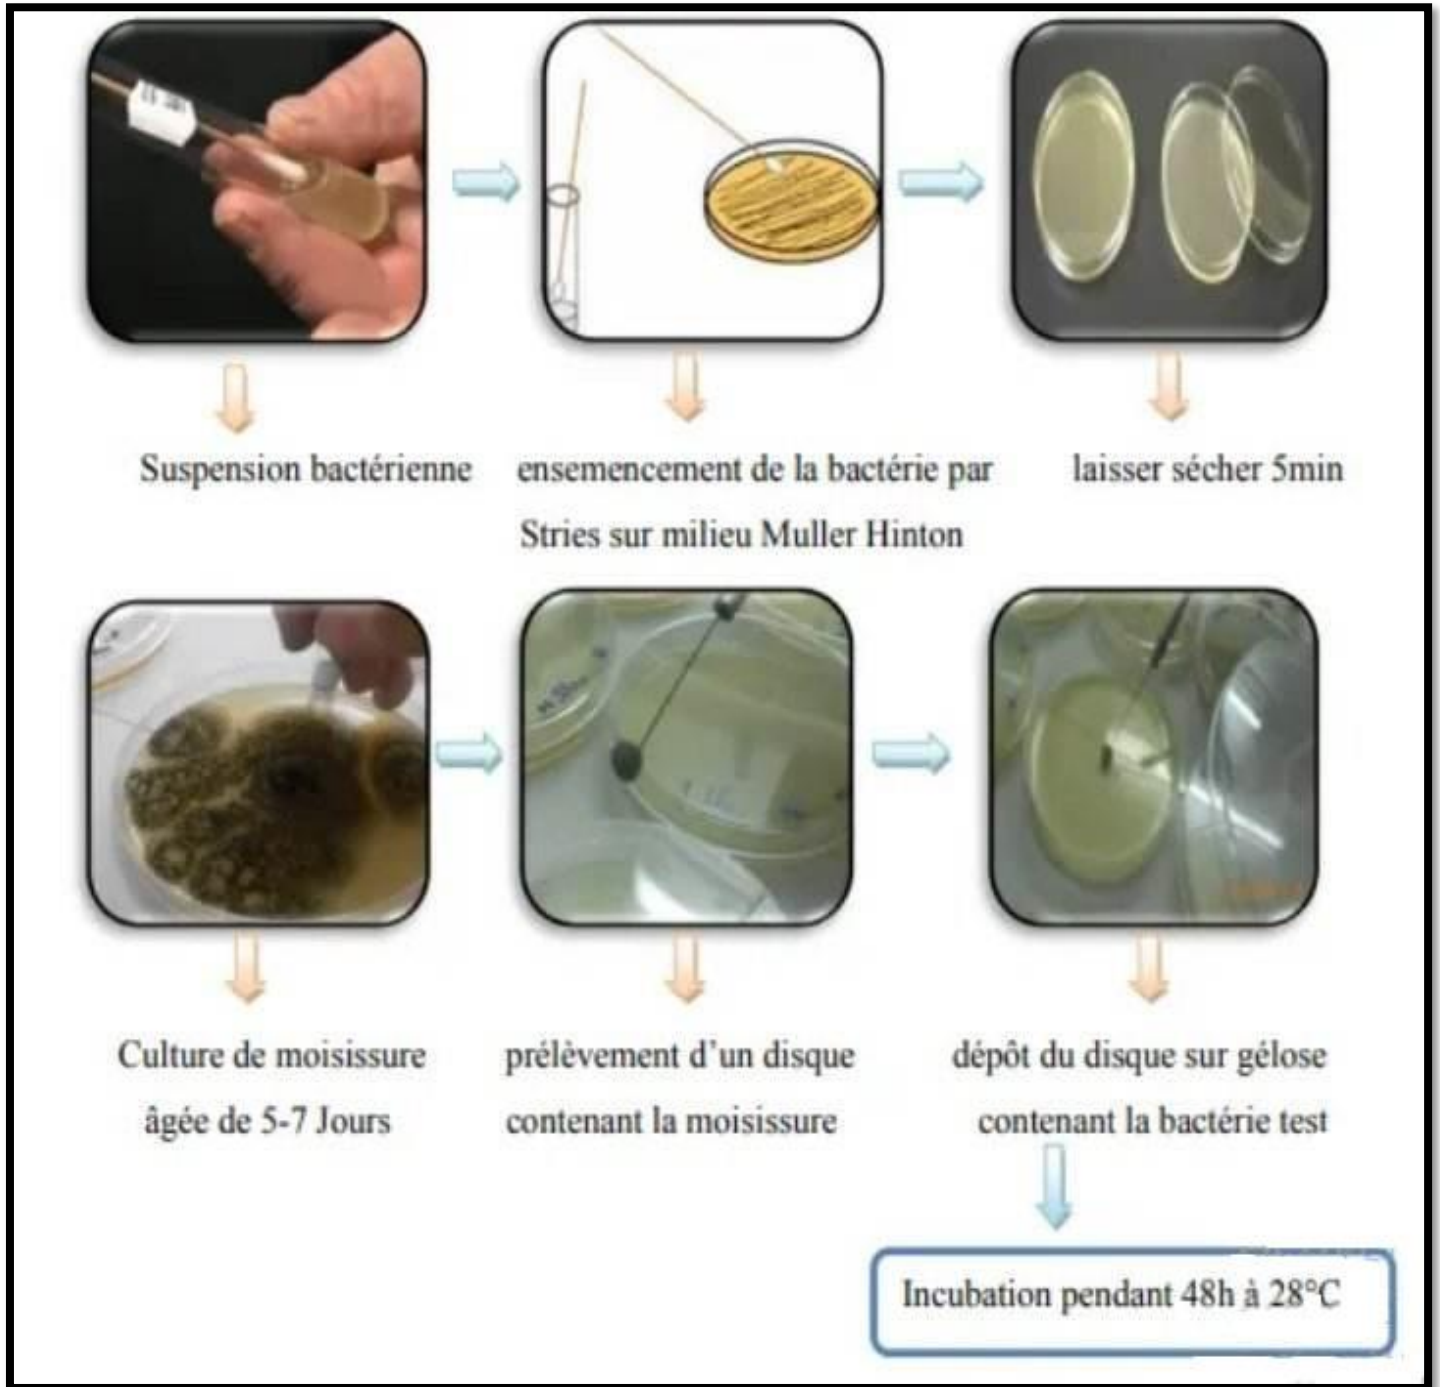 Suspension bactérienne
ensemencement de la bactérie par
Stries sur milieu Muller Hinton
laisser sécher 5min
Culture de moisissure
âgée de 5-7 Jours
prélèvement d’un disque
contenant la moisissure
dépôt du disque sur gélose
contenant la bactérie test
Incubation pendant 48h à 28°C